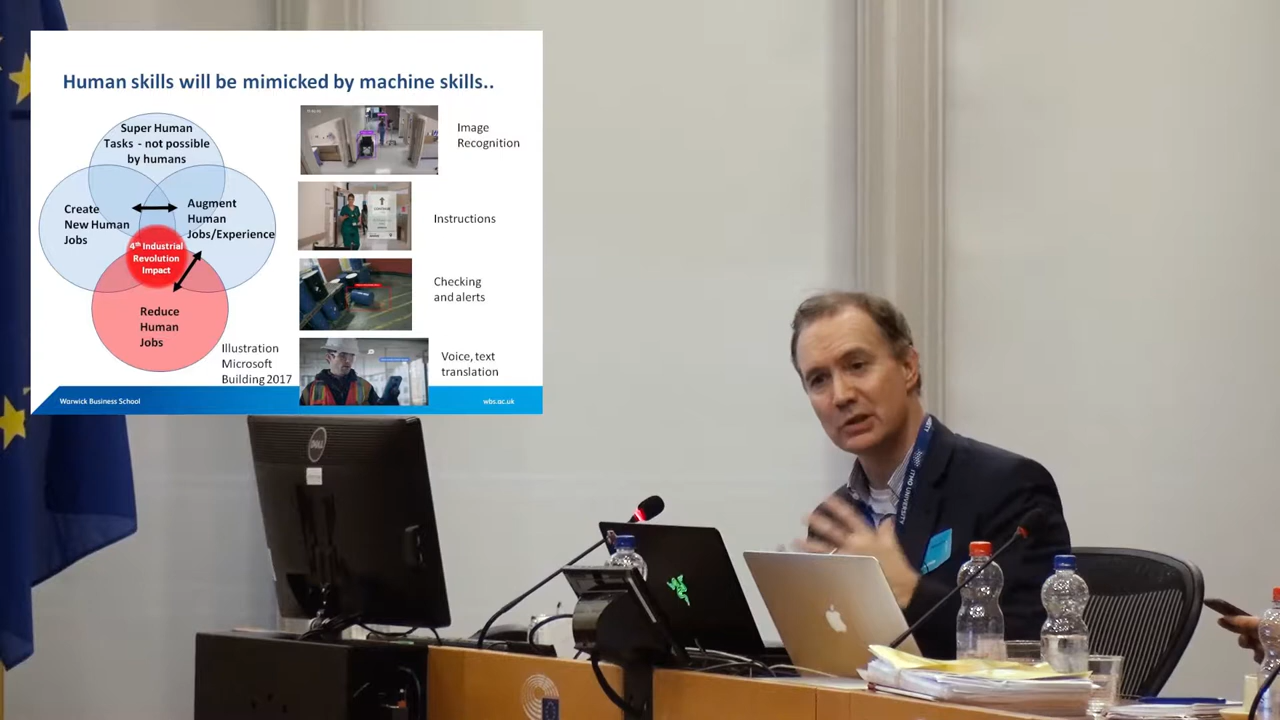 Human skills will be mimicked by machine skills..
Super Human
Tasks - not possible
by humans
Create
New Human
Jobs
Augment
Human
Jobs/Experience
4th Industrial
Revolution
Impact
Reduce
Human
Jobs
Illustration
Microsoft
Building 2017
Image
Recognition
Instructions
Checking
and alerts
Voice, text
translation
Warwick Business School
wbs.ac.uk
DELL
UNIVERSITY